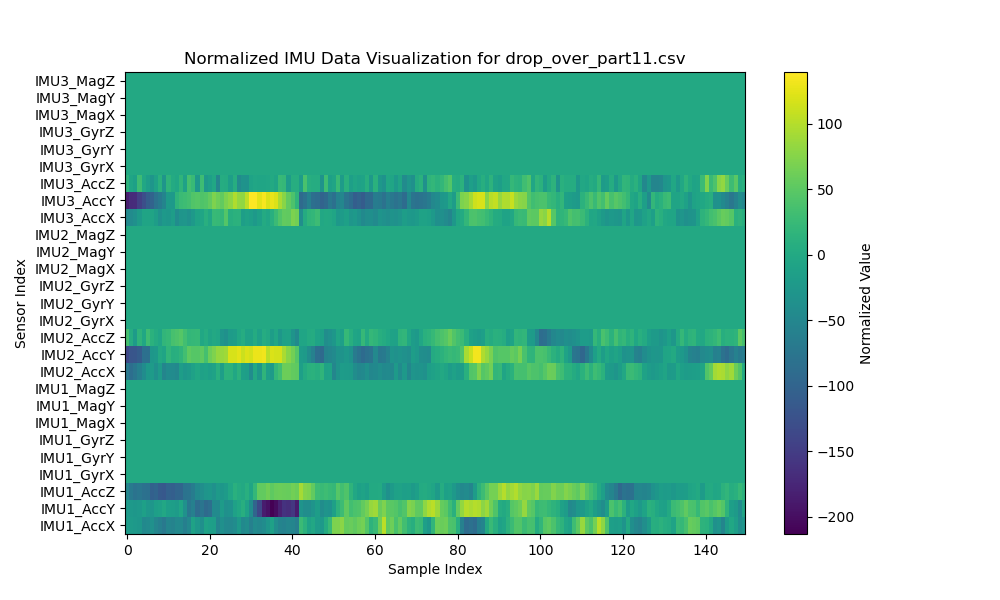 Normalized IMU Data Visualization for drop_over_part11.csv
IMU3_MagZ
IMU3_MagY
IMU3_MagX
IMU3_GyrZ
IMU3_GyrY
IMU3_GyrX
IMU3_AccZ
IMU3_AccY
IMU3_AccX
IMU2_MagZ
IMU2_MagY
IMU2_MagX
IMU2_GyrZ
IMU2_GyrY
IMU2_GyrX
IMU2_AccZ
IMU2_AccY
IMU2_AccX
IMU1_MagZ
IMU1_MagY
IMU1_MagX
IMU1_GyrZ
IMU1_GyrY
IMU1_GyrX
IMU1_AccZ
IMU1_AccY
IMU1_AccX
Sensor Index
0 20 40 60 80 100 120 140
Sample Index
100
50
0
−50
−100
−150
−200
Normalized Value